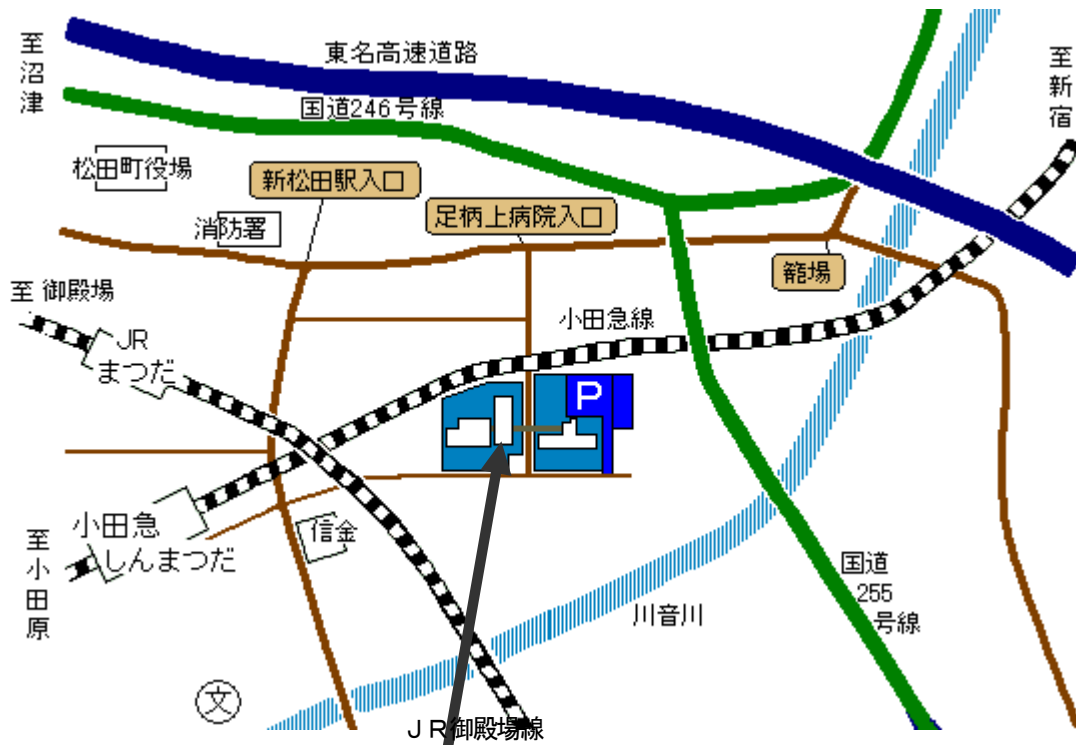 至沼津
東名高速道路
至新宿
国道246号線
松田町役場
新松田駅入口
足柄上病院入口
消防署
籠場
至 御殿場
小田急線
JR
まつだ
P
小田急
しんまつだ
信金
至小田原
国道
255
号線
川音川
文
JR御殿場線